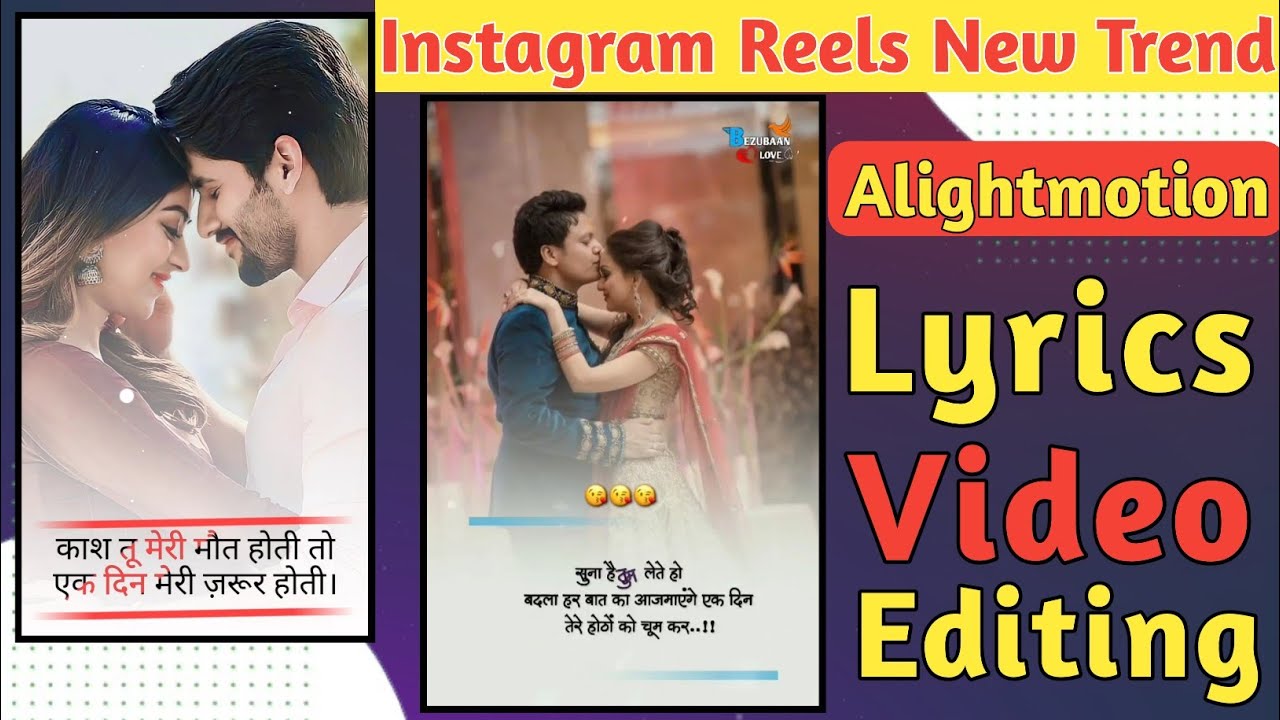 Instagram Reels New Trend
Alightmotion
Lyrics
Video
Editing
काश तू मेरी मौत होती तो
एक दिन मेरी ज़रूर होती।
BEZUBAAN
LOVE
सुना है तुम लेते हो
बदला हर बात का आजमाएंगे एक दिन
तेरे होठों को चूम कर..!!